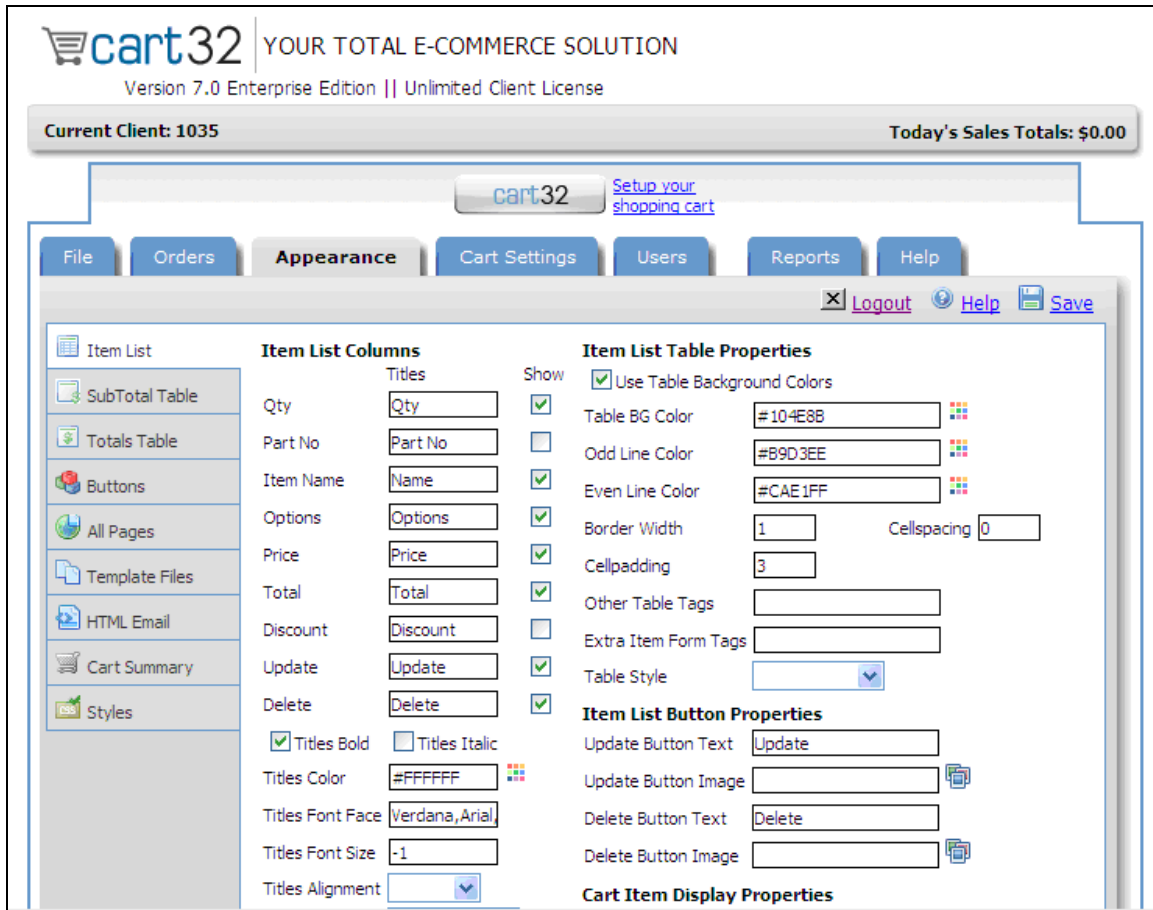 cart32 YOUR TOTAL E-COMMERCE SOLUTION
Version 7.0 Enterprise Edition || Unlimited Client License
Current Client: 1035 Today's Sales Totals: $0.00
cart32 Setup your
shopping cart
File Orders Appearance Cart Settings Users Reports Help
Logout Help Save
Item List
SubTotal Table
Totals Table
Buttons
All Pages
Template Files
HTML Email
Cart Summary
Styles
Item List Columns
Titles Show
Qty Qty
Part No Part No
Item Name Name
Options Options
Price Price
Total Total
Discount Discount
Update Update
Delete Delete
Titles Bold Titles Italic
Titles Color #FFFFFF
Titles Font Face Verdana,Arial,
Titles Font Size -1
Titles Alignment
Item List Table Properties
Use Table Background Colors
Table BG Color #104E8B
Odd Line Color #B9D3EE
Even Line Color #CAE1FF
Border Width 1 Cellspacing 0
Cellpadding 3
Other Table Tags
Extra Item Form Tags
Table Style
Item List Button Properties
Update Button Text Update
Update Button Image
Delete Button Text Delete
Delete Button Image
Cart Item Display Properties